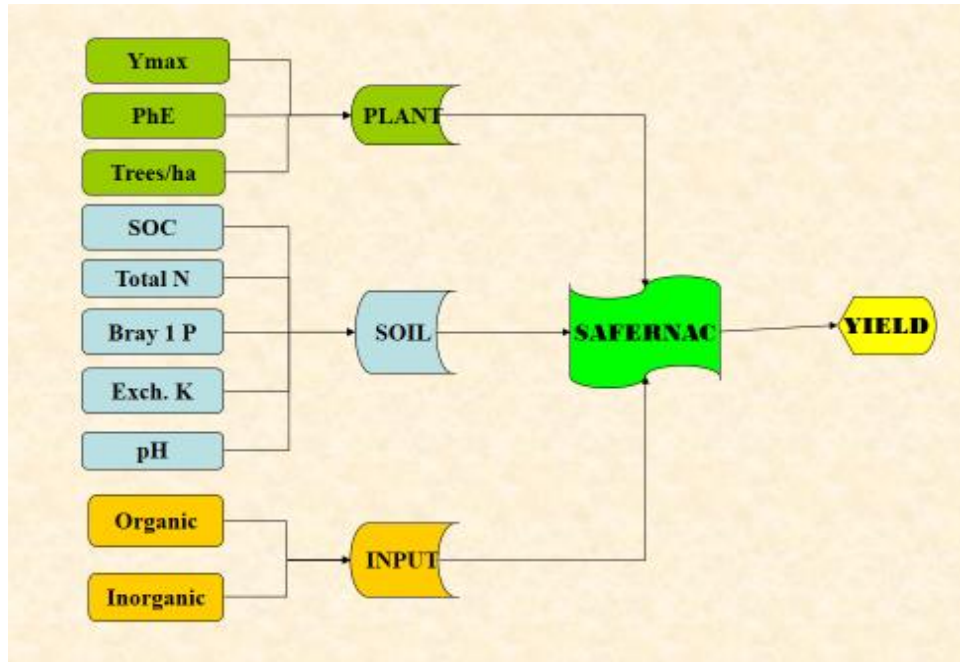 Ymax
PhE
Trees/ha
PLANT
SOC
Total N
Bray 1 P
Exch. K
pH
SOIL
SAFERNAC
YIELD
Organic
Inorganic
INPUT